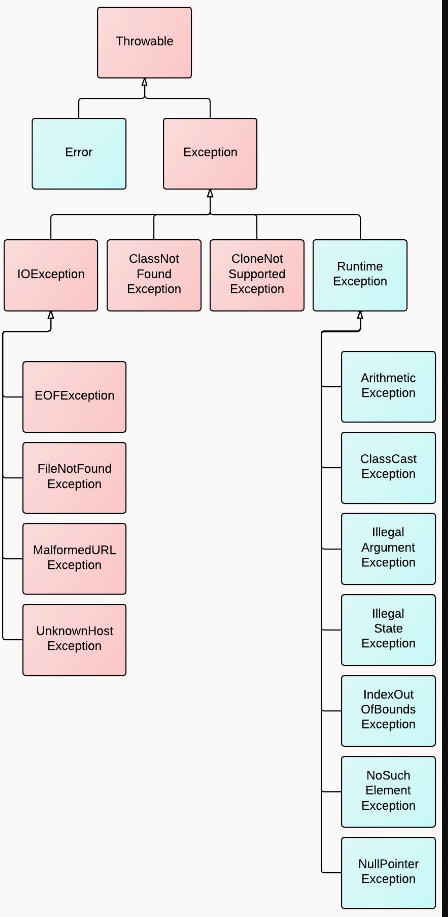 Throwable
Error
Exception
IOException
ClassNot
Found
Exception
CloneNot
Supported
Exception
Runtime
Exception
EOFException
FileNotFound
Exception
MalformedURL
Exception
UnknownHost
Exception
Arithmetic
Exception
ClassCast
Exception
Illegal
Argument
Exception
Illegal
State
Exception
IndexOut
OfBounds
Exception
NoSuch
Element
Exception
NullPointer
Exception